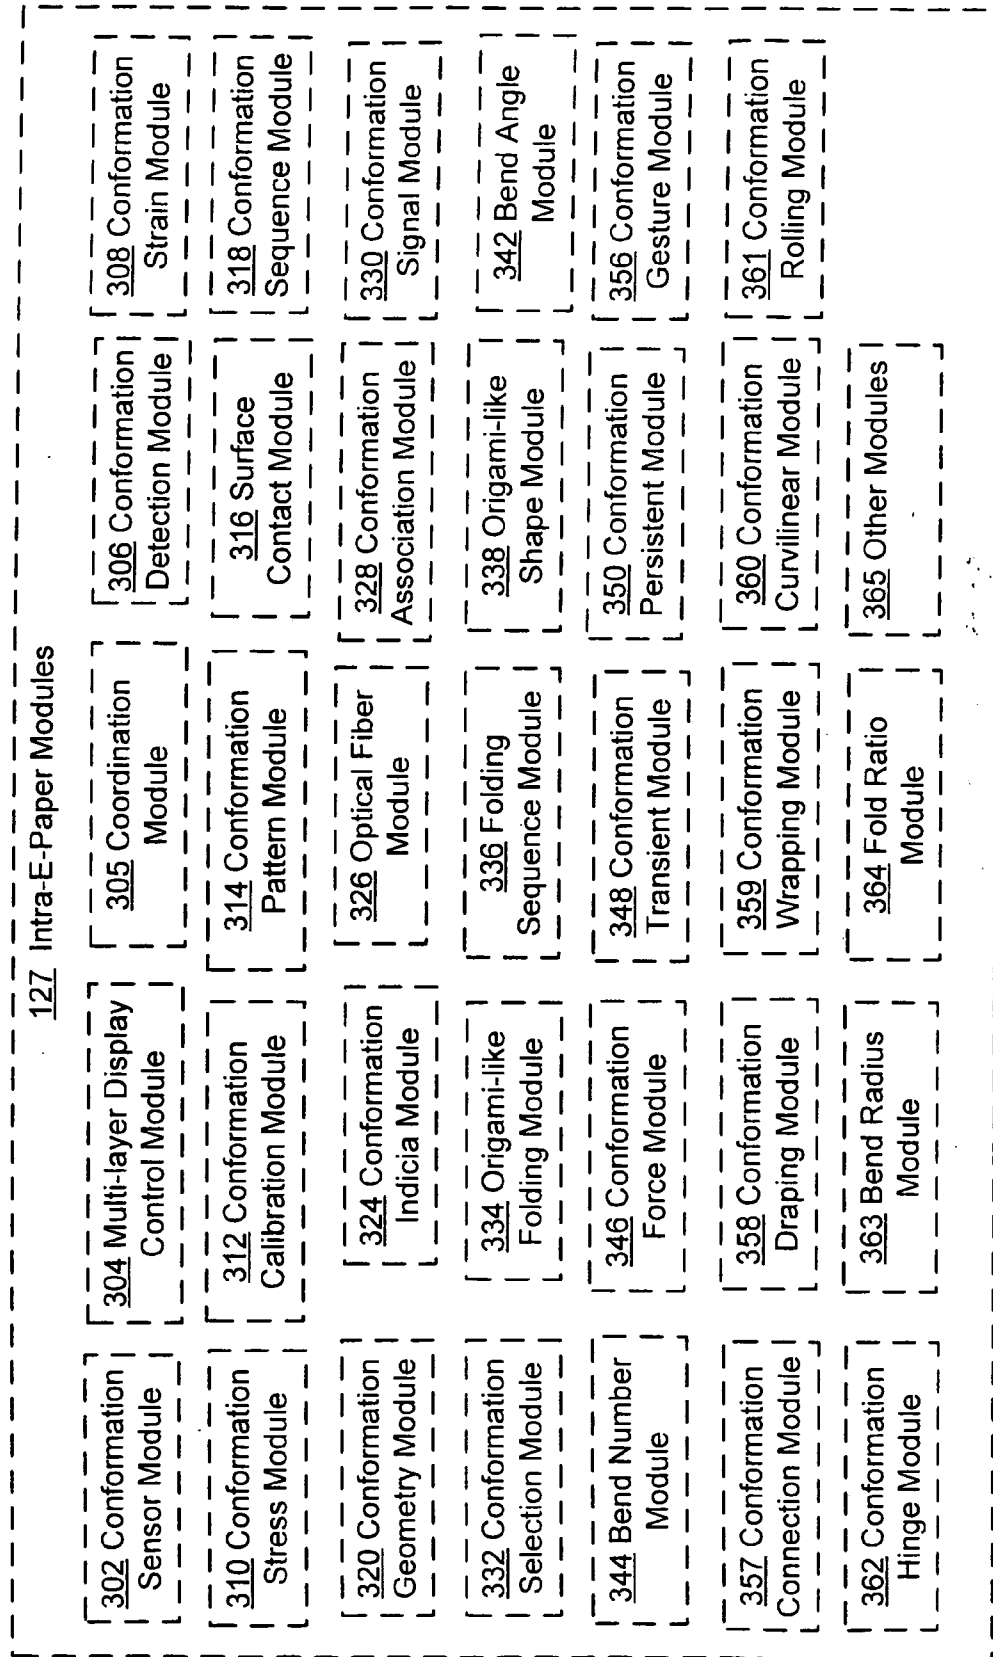 127 Intra-E-Paper Modules
302 Conformation
Sensor Module
304 Multi-layer Display
Control Module
305 Coordination
Module
306 Conformation
Detection Module
308 Conformation
Strain Module
310 Conformation
Stress Module
312 Conformation
Calibration Module
314 Conformation
Pattern Module
316 Surface
Contact Module
318 Conformation
Sequence Module
320 Conformation
Geometry Module
324 Conformation
Indicia Module
326 Optical Fiber
Module
328 Conformation
Association Module
330 Conformation
Signal Module
332 Conformation
Selection Module
334 Origami-like
Folding Module
336 Folding
Sequence Module
338 Origami-like
Shape Module
342 Bend Angle
Module
344 Bend Number
Module
346 Conformation
Force Module
348 Conformation
Transient Module
350 Conformation
Persistent Module
356 Conformation
Gesture Module
357 Conformation
Connection Module
358 Conformation
Draping Module
359 Conformation
Wrapping Module
360 Conformation
Curvilinear Module
361 Conformation
Rolling Module
362 Conformation
Hinge Module
363 Bend Radius
Module
364 Fold Ratio
Module
365 Other Modules